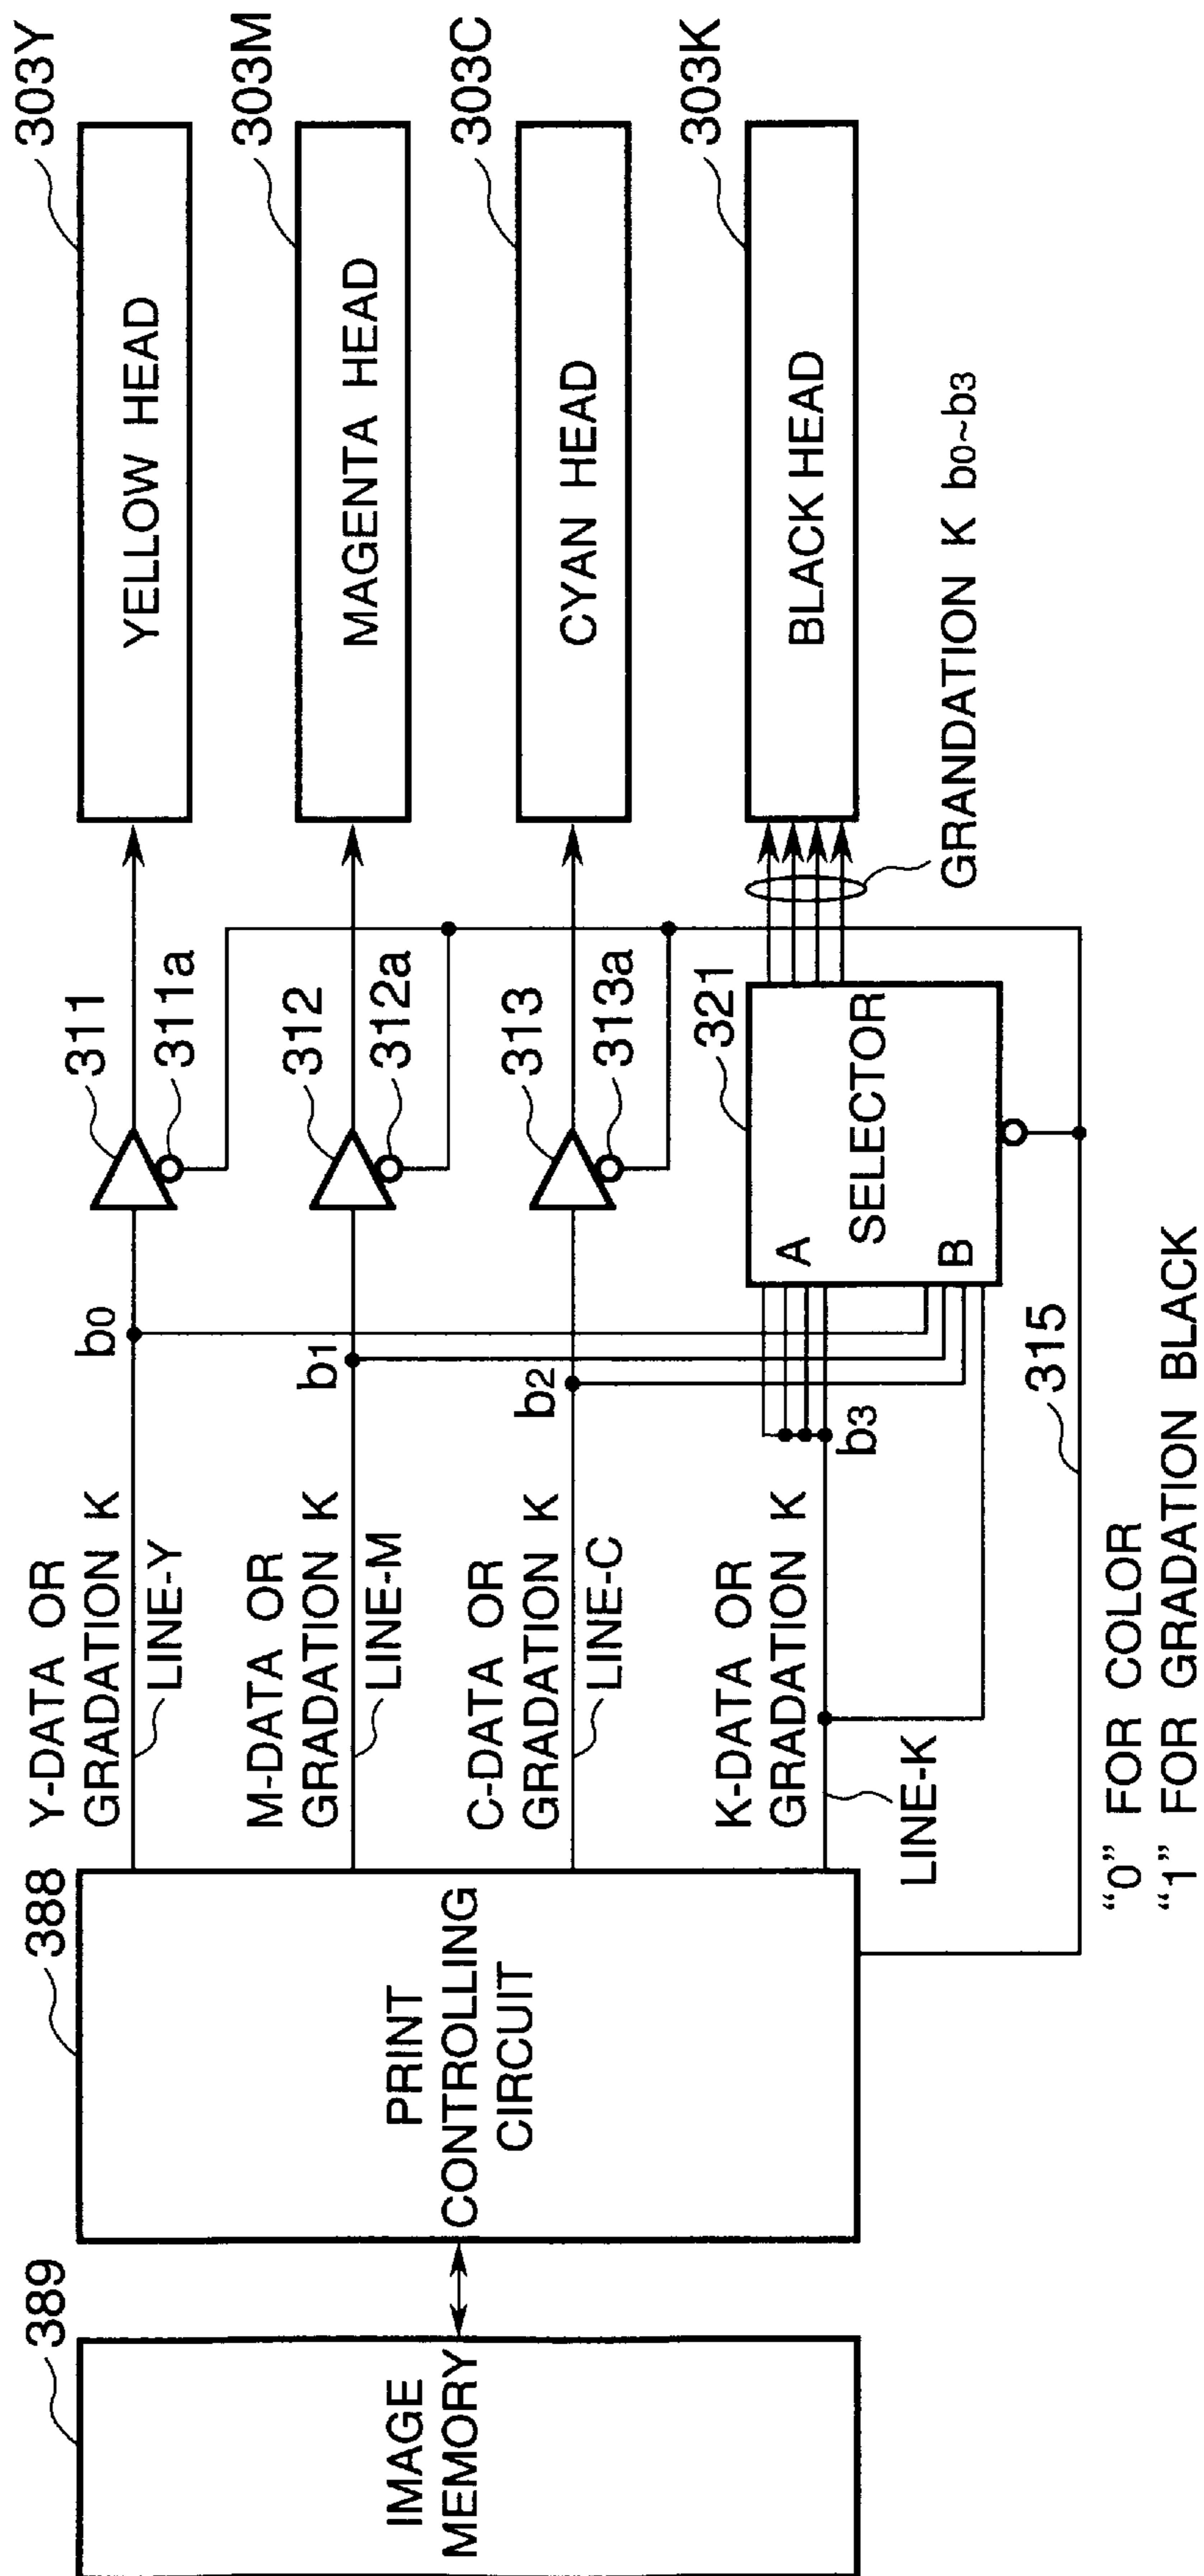 389
IMAGE
MEMORY
388
PRINT
CONTROLLING
CIRCUIT
Y-DATA OR
GRADATION K
LINE-Y
M-DATA OR
GRADATION K
LINE-M
C-DATA OR
GRADATION K
LINE-C
K-DATA OR
GRADATION K
LINE-K
b0
b1
b2
b3
311
311a
312
312a
313
313a
321
A
B
SELECTOR
315
"0" FOR COLOR
"1" FOR GRADATION BLACK
303Y
YELLOW HEAD
303M
MAGENTA HEAD
303C
CYAN HEAD
303K
BLACK HEAD
GRANDATION K b0~b3